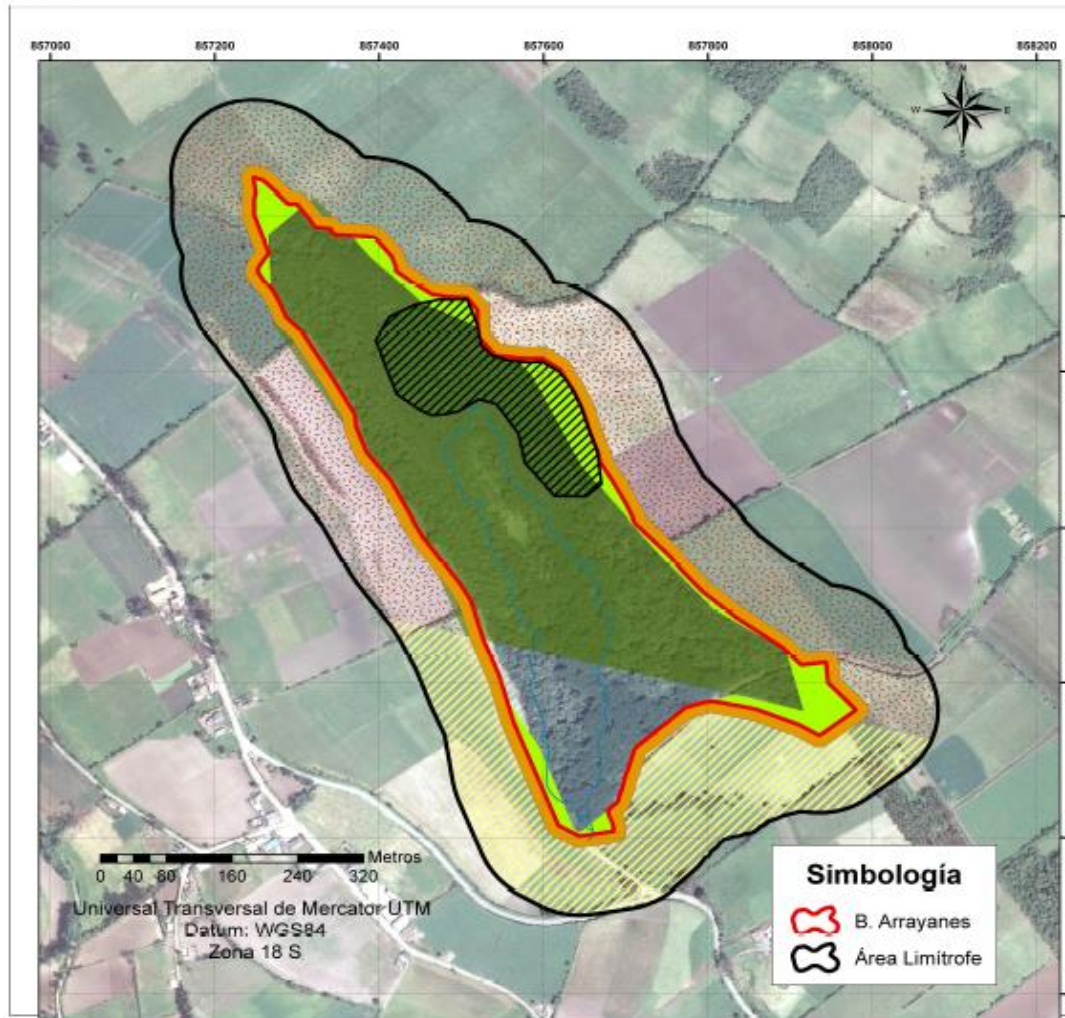 857000 857200 857400 857600 857800 858000 858200
N
W E
S
Metros
0 40 80 160 240 320
Universal Transversal de Mercator UTM
Datum: WGS84
Zona 18 S
Simbología
B. Arrayanes
Área Limitrofe